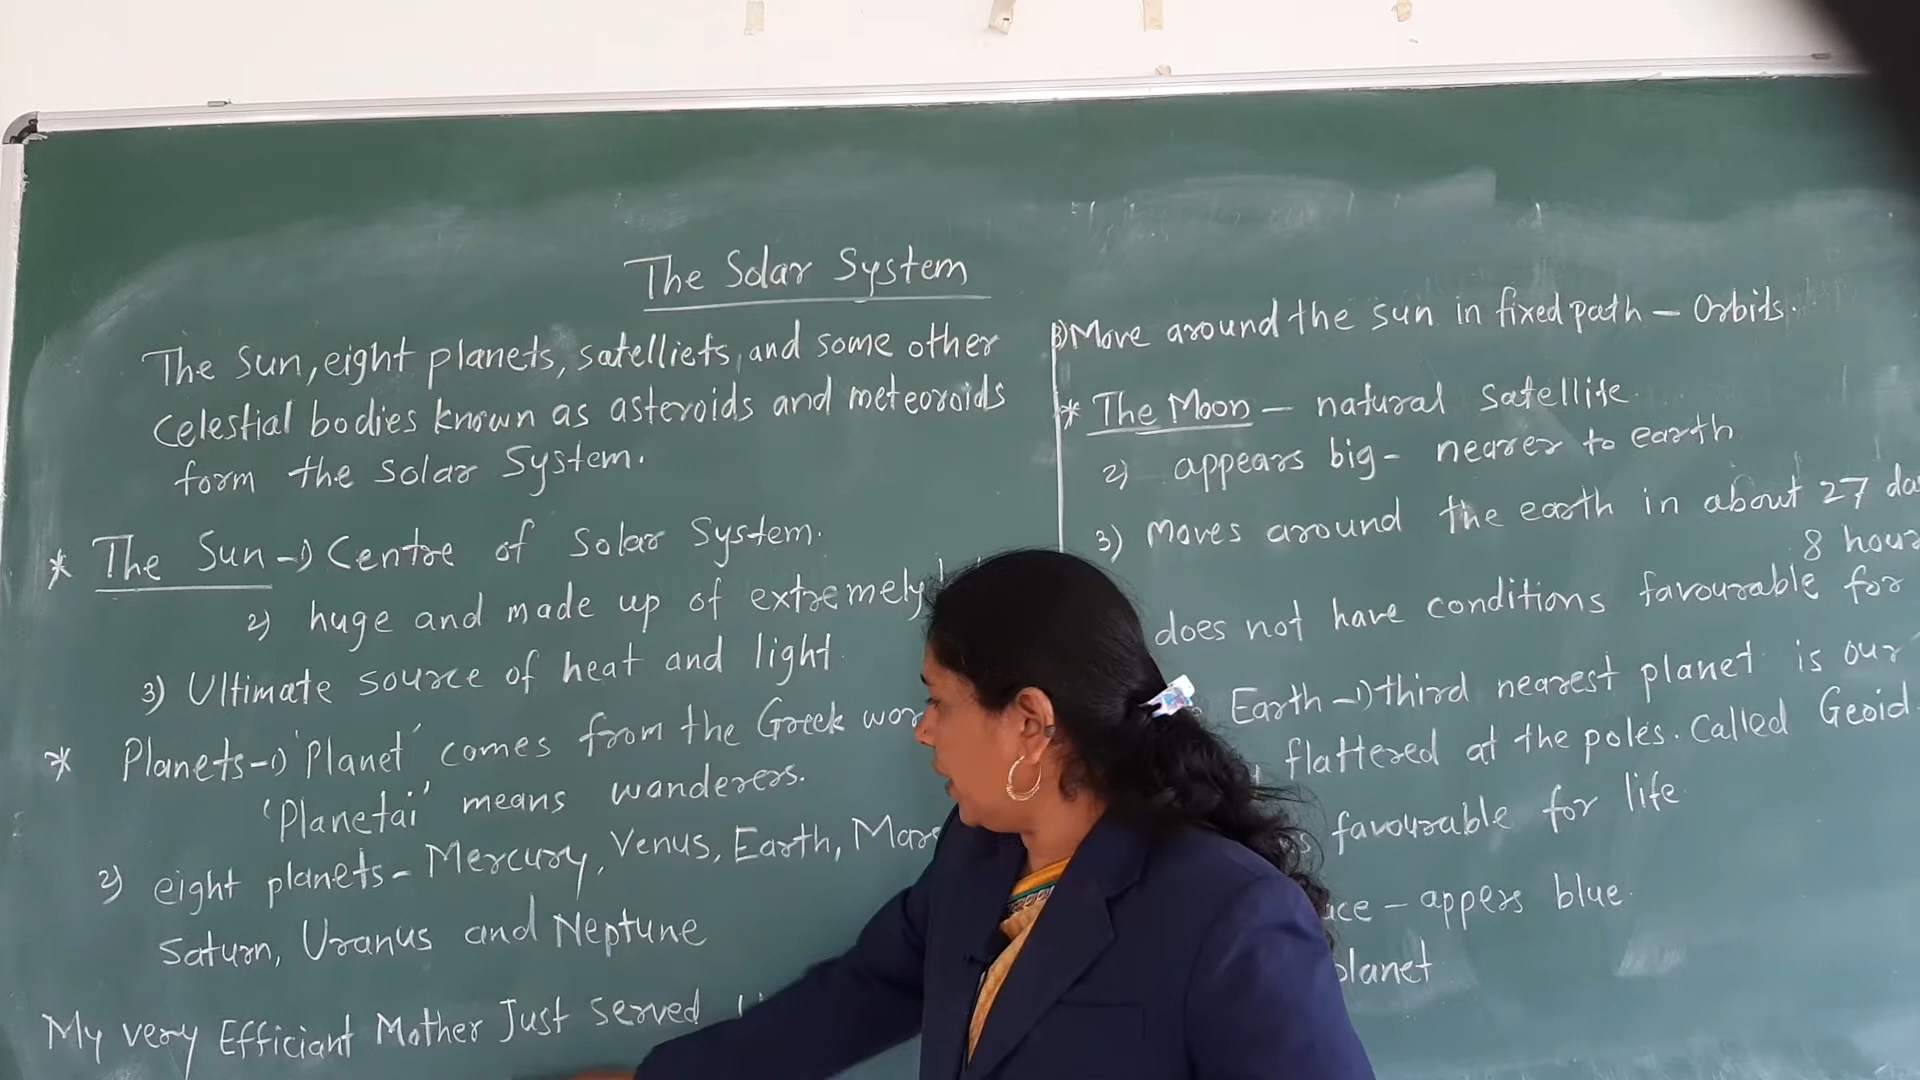 The Solar System
The Sun, eight planets, satelliets, and some other
celestial bodies known as asteroids and meteoroids
form the solar System.
* The Sun -1) Centre of Solar System.
2) huge and made up of extremely
3) Ultimate source of heat and light
* Planets -1) 'Planet' comes from the Greek
'Planetai' means wanderers.
2) eight planets - Mercury, Venus, Earth, Mars
Saturn, Uranus and Neptune
My very Efficiant Mother Just served
3) Move around the sun in fixed path - Orbits.
* The Moon - natural satellite
2) appears big - nearer to earth
3) moves around the earth in about 27
8
does not have conditions favourable for
Earth -1) third nearest planet is our
flattered at the poles. Called Geoid
favourable for life
- appers blue.
planet